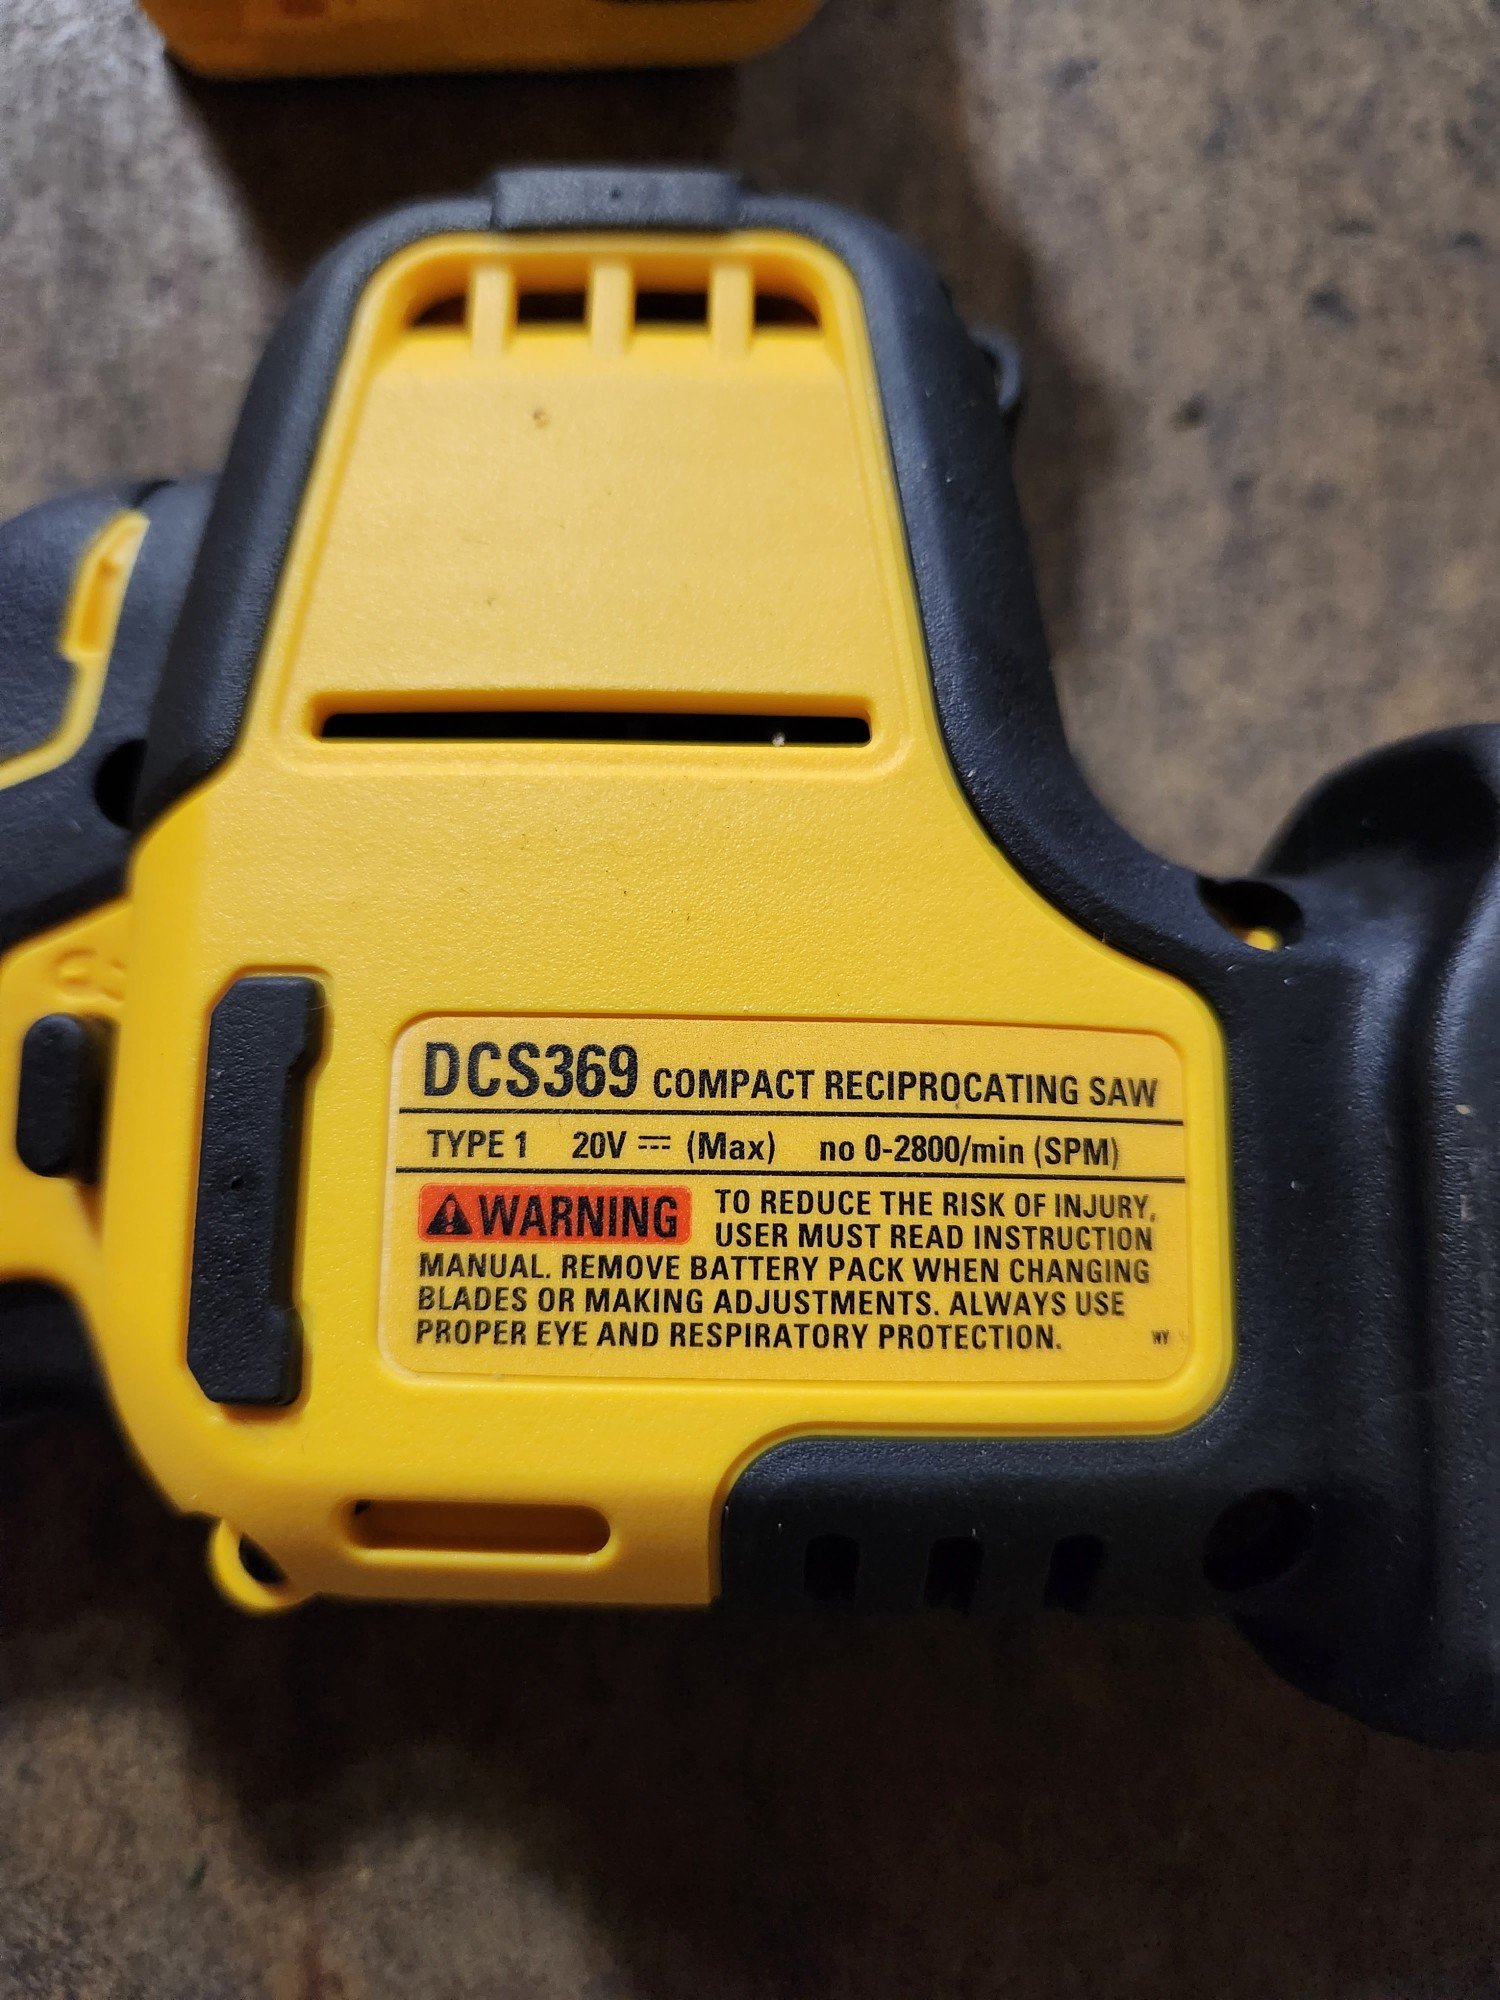 DCS369 COMPACT RECIPROCATING SAW
TYPE 1 20V ⎓ (Max) no 0-2800/min (SPM)
WARNING TO REDUCE THE RISK OF INJURY,
USER MUST READ INSTRUCTION
MANUAL. REMOVE BATTERY PACK WHEN CHANGING
BLADES OR MAKING ADJUSTMENTS. ALWAYS USE
PROPER EYE AND RESPIRATORY PROTECTION.
WY